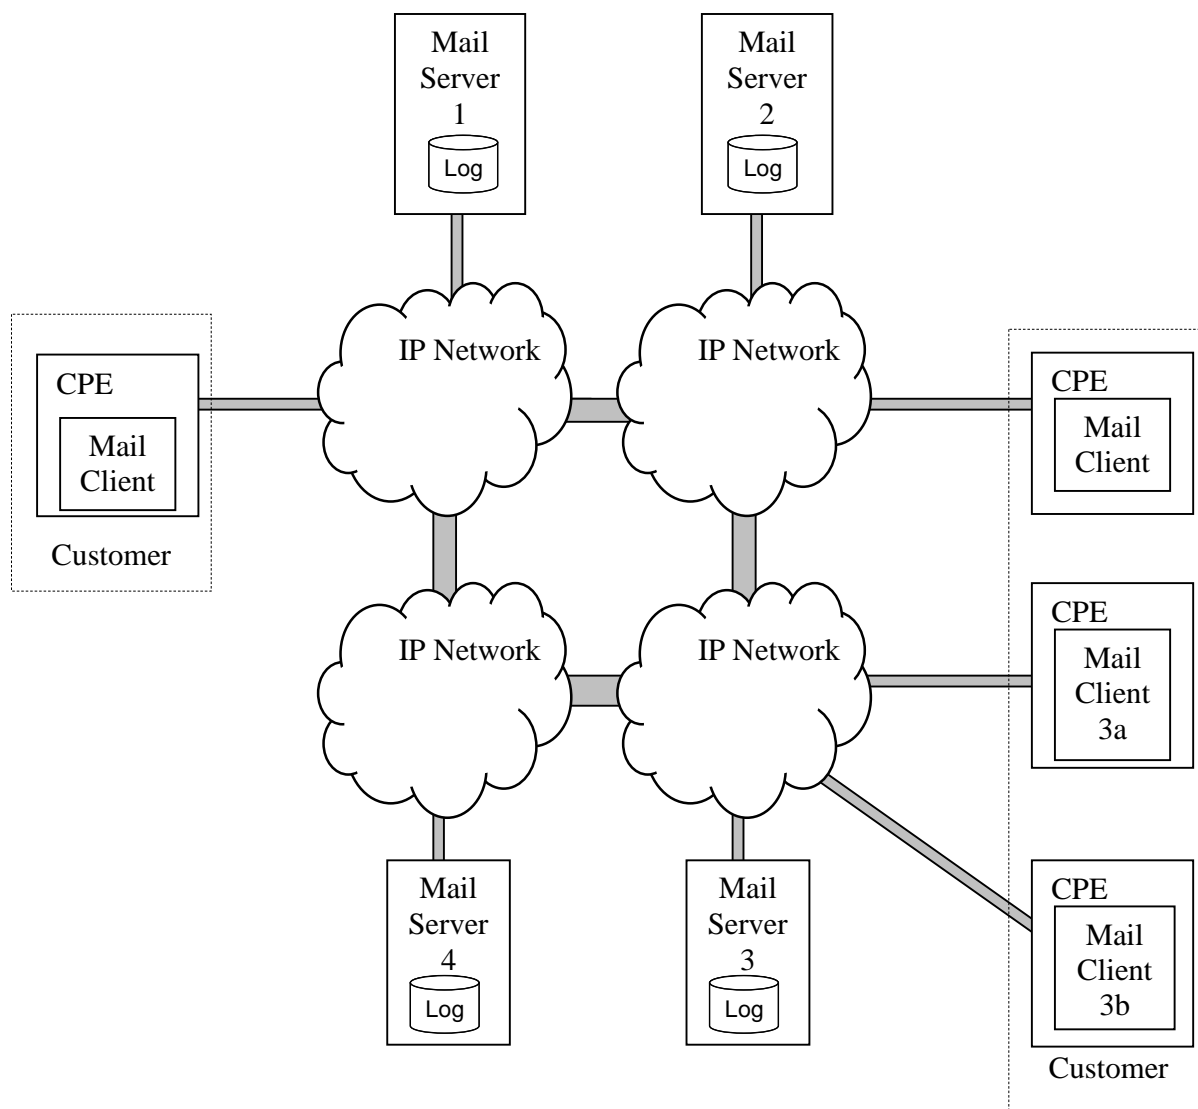 Mail
Server
1
Log
Mail
Server
2
Log
IP Network
IP Network
CPE
Mail
Client
Customer
CPE
Mail
Client
IP Network
IP Network
CPE
Mail
Client
3a
Mail
Server
4
Log
Mail
Server
3
Log
CPE
Mail
Client
3b
Customer